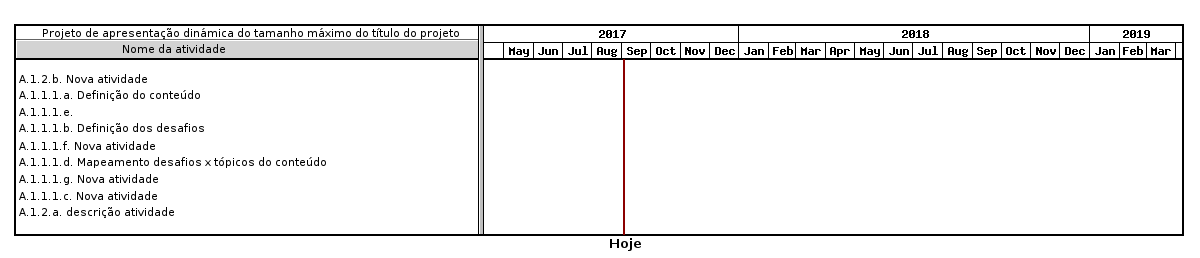 Projeto de apresentação dinámica do tamanho máximo do título do projeto
Nome da atividade
2017 2018 2019
May Jun Jul Aug Sep Oct Nov Dec Jan Feb Mar Apr May Jun Jul Aug Sep Oct Nov Dec Jan Feb Mar
A.1.2.b. Nova atividade
A.1.1.1.a. Definição do conteúdo
A.1.1.1.e.
A.1.1.1.b. Definição dos desafios
A.1.1.1.f. Nova atividade
A.1.1.1.d. Mapeamento desafios x tópicos do conteúdo
A.1.1.1.g. Nova atividade
A.1.1.1.c. Nova atividade
A.1.2.a. descrição atividade
Hoje